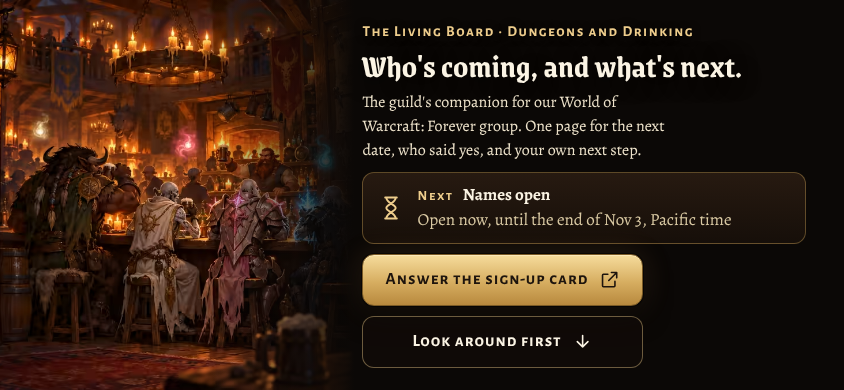 The Living Board · Dungeons and Drinking
Who's coming, and what's next.
The guild's companion for our World of
Warcraft: Forever group. One page for the next
date, who said yes, and your own next step.
Next Names open
Open now, until the end of Nov 3, Pacific time
Answer the sign-up card
Look around first